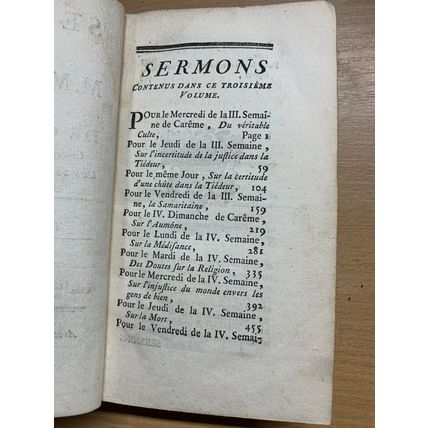 SERMONS
CONTENUS DANS CE TROISIÉME
VOLUME.
POUR le Mercredi de la III. Semai-
ne de Carême, Du véritable
Culte, Page 1
Pour le Jeudi de la III. Semaine,
Sur l'incertitude de la justice dans la
Tiédeur, 59
Pour le même Jour, Sur la certitude
d'une chûte dans la Tiédeur, 104
Pour le Vendredi de la III. Semai-
ne, la Samaritaine, 159
Pour le IV. Dimanche de Carême,
Sur l'Aumône, 219
Pour le Lundi de la IV. Semaine,
Sur la Médisance, 281
Pour le Mardi de la IV. Semaine,
Des Doutes sur la Religion, 335
Pour le Mercredi de la IV. Semaine,
Sur l'injustice du monde envers les
gens de bien, 392
Pour le Jeudi de la IV. Semaine,
Sur la Mort, 455
Pour le Vendredi de la IV. Semai-